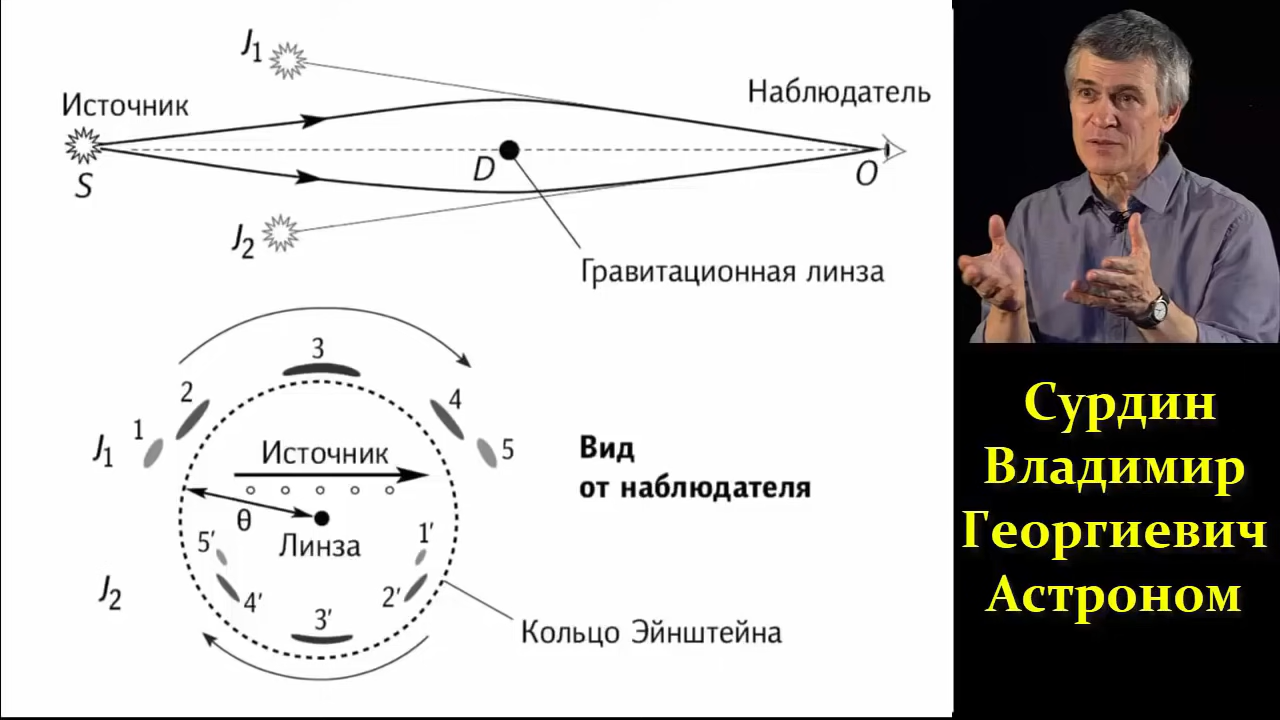 J1
Источник
Наблюдатель
S
D
O
J2
Гравитационная линза
3
2
4
1
5
J1
Источник
Вид
от наблюдателя
θ
Линза
5′
1′
J2
4′
2′
3′
Кольцо Эйнштейна
Сурдин
Владимир
Георгиевич
Астроном